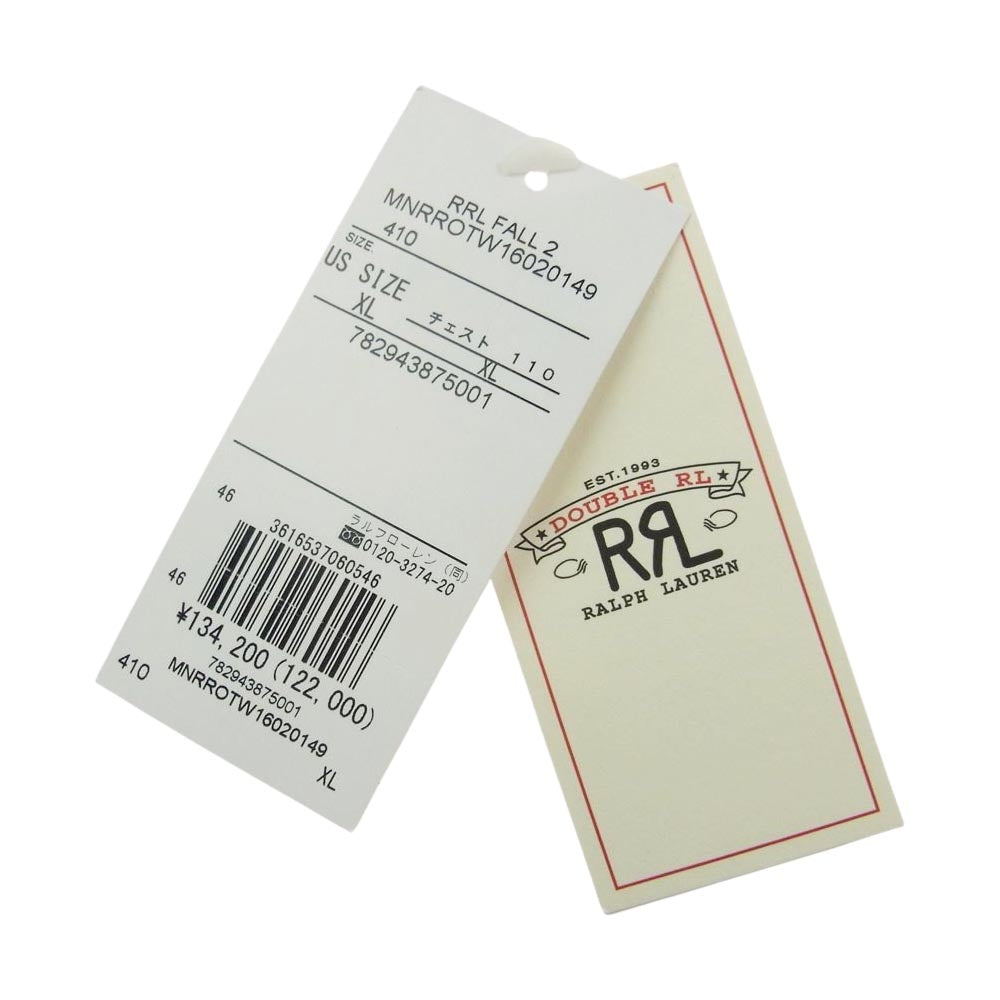 RRL FALL 2
MNRROTW16020149
410
SIZE.
US SIZE
チェスト 110
XL
XL
782943875001
46
ラルフローレン(同)
0120-3274-20
3616537060546
46
¥134,200(122,000)
782943875001
410 MNRROTW16020149
XL
EST.1993
★ DOUBLE RL ★
RRL
RALPH LAUREN